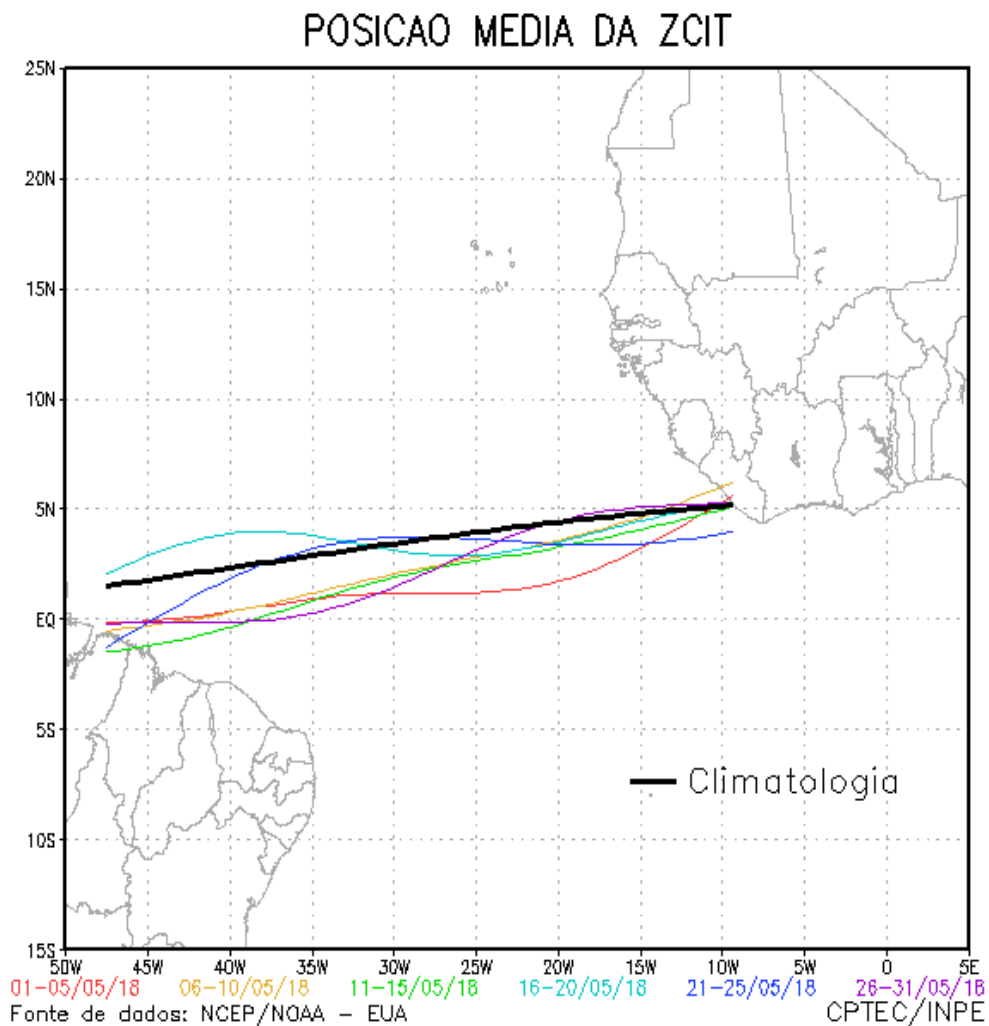 POSICAO MEDIA DA ZCIT
25N
20N
15N
10N
5N
EQ
5S
10S
15S
Climatologia
50W 45W 40W 35W 30W 25W 20W 15W 10W 5W 0 5E
01-05/05/18 06-10/05/18 11-15/05/18 16-20/05/18 21-25/05/18 26-31/05/18
Fonte de dados: NCEP/NOAA - EUA CPTEC/INPE